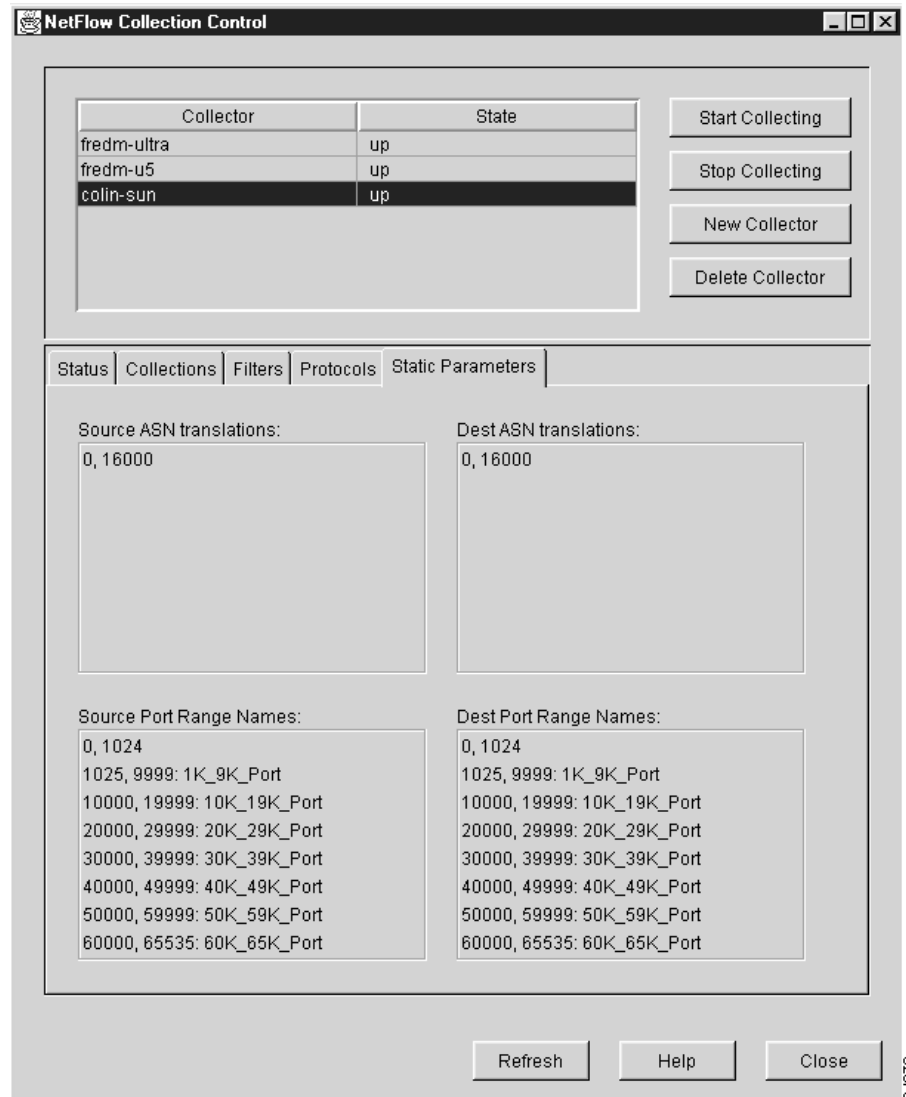 NetFlow Collection Control
Collector State
fredm-ultra up
fredm-u5 up
colin-sun up
Start Collecting
Stop Collecting
New Collector
Delete Collector
Status Collections Filters Protocols Static Parameters
Source ASN translations:
0, 16000
Dest ASN translations:
0, 16000
Source Port Range Names:
0, 1024
1025, 9999: 1K_9K_Port
10000, 19999: 10K_19K_Port
20000, 29999: 20K_29K_Port
30000, 39999: 30K_39K_Port
40000, 49999: 40K_49K_Port
50000, 59999: 50K_59K_Port
60000, 65535: 60K_65K_Port
Dest Port Range Names:
0, 1024
1025, 9999: 1K_9K_Port
10000, 19999: 10K_19K_Port
20000, 29999: 20K_29K_Port
30000, 39999: 30K_39K_Port
40000, 49999: 40K_49K_Port
50000, 59999: 50K_59K_Port
60000, 65535: 60K_65K_Port
Refresh Help Close